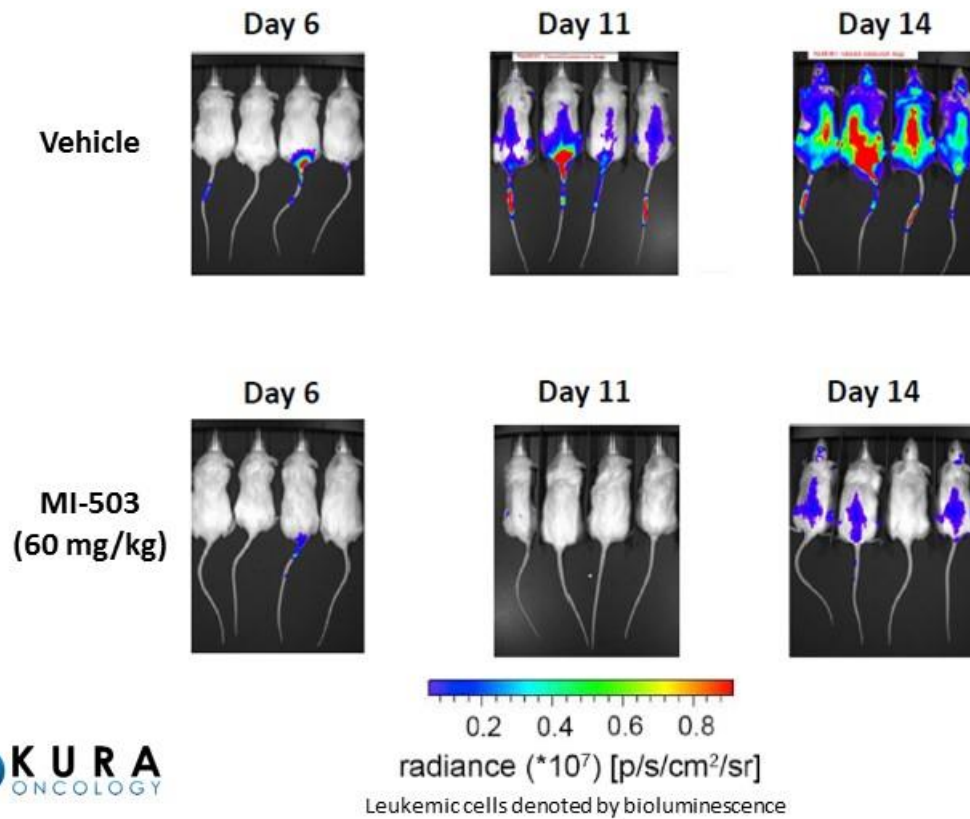 Day 6
Day 11
Day 14
Vehicle
Day 6
Day 11
Day 14
MI-503
(60 mg/kg)
0.2 0.4 0.6 0.8
radiance (*10⁷) [p/s/cm²/sr]
KURA
ONCOLOGY
Leukemic cells denoted by bioluminescence